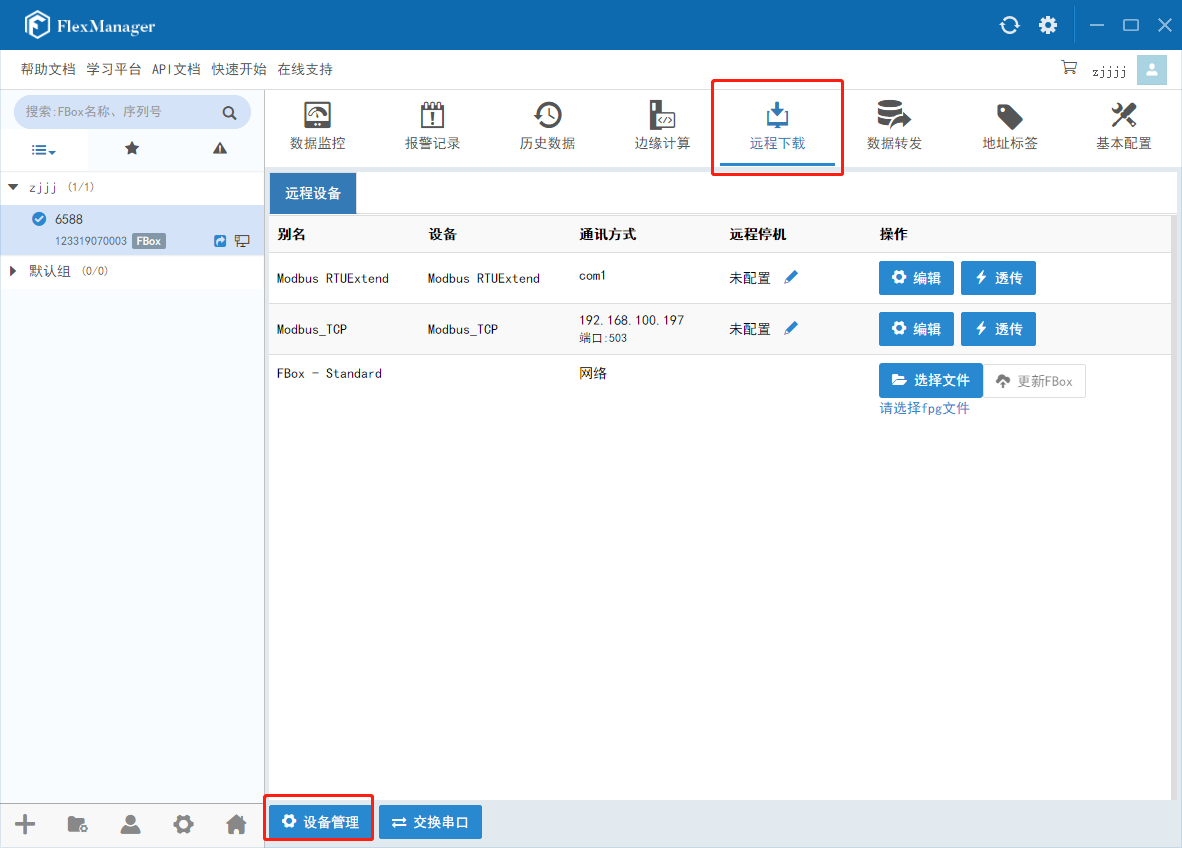 FlexManager
帮助文档 学习平台 API文档 快速开始 在线支持
zjjjj
搜索:FBox名称、序列号
zjjj (1/1)
6588
123319070003 FBox
默认组 (0/0)
数据监控 报警记录 历史数据 边缘计算 远程下载 数据转发 地址标签 基本配置
远程设备
别名 设备 通讯方式 远程停机 操作
Modbus RTUExtend Modbus RTUExtend com1 未配置 编辑 透传
Modbus_TCP Modbus_TCP 192.168.100.197 未配置 编辑 透传
端口:503
FBox - Standard 网络 选择文件 更新FBox
请选择fpg文件
设备管理 交换串口